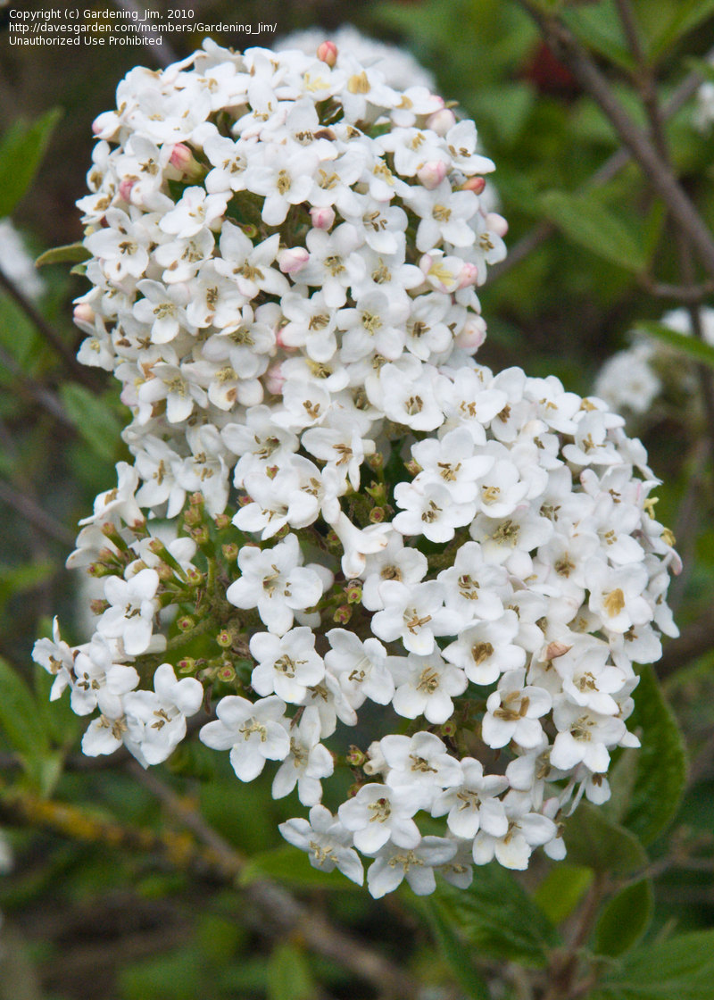 Copyright (c) Gardening_Jim, 2010
http://davesgarden.com/members/Gardening_Jim/
Unauthorized Use Prohibited